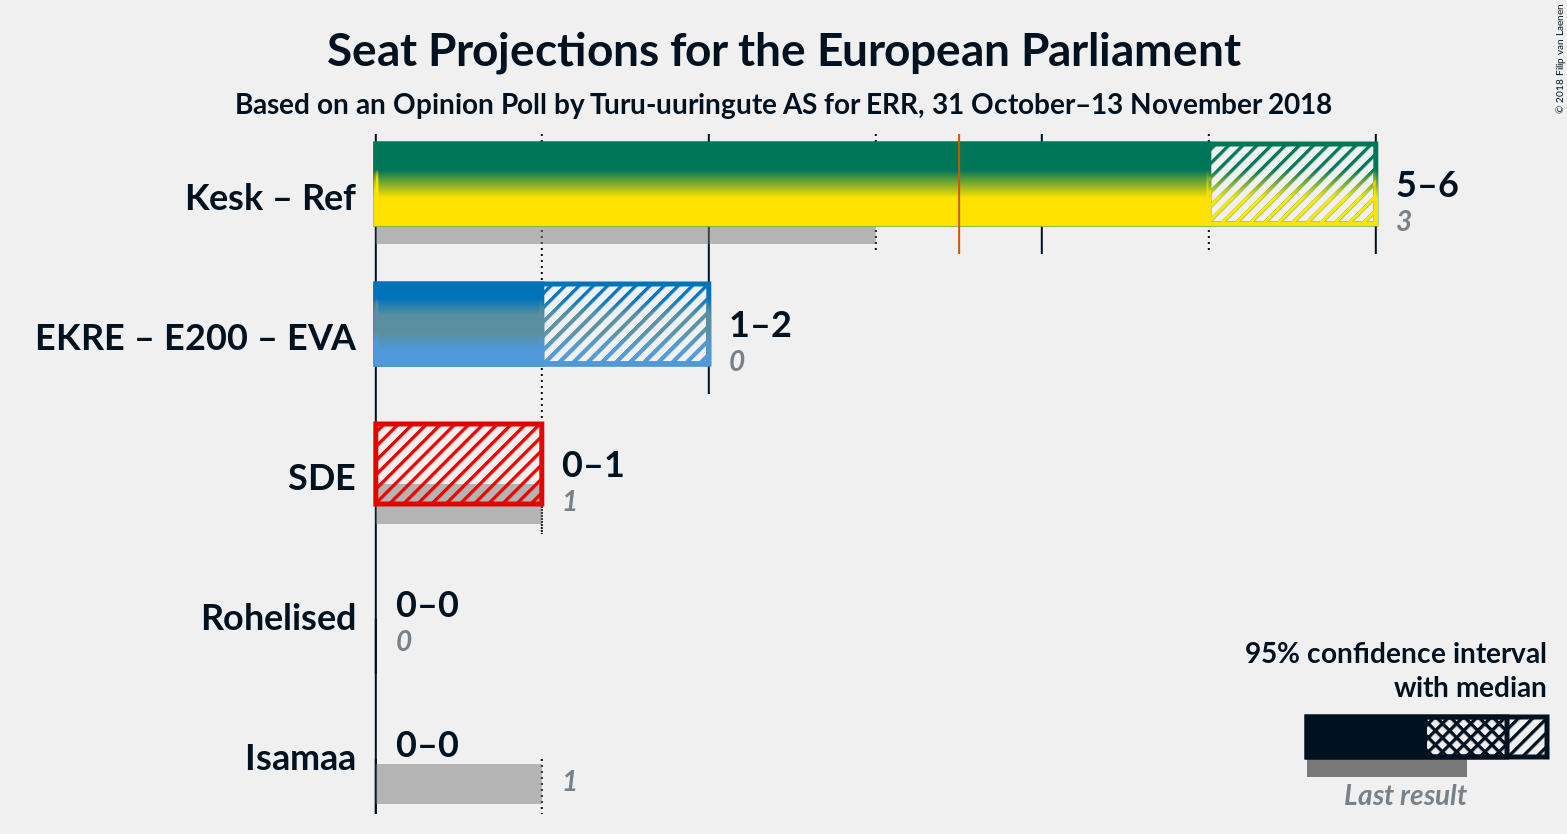 Seat Projections for the European Parliament
Based on an Opinion Poll by Turu-uuringute AS for ERR, 31 October–13 November 2018
© 2018 Filip van Laenen
Kesk – Ref
5–6
3
EKRE – E200 – EVA
1–2
0
SDE
0–1
1
Rohelised
0–0
0
Isamaa
0–0
1
95% confidence interval
with median
Last result